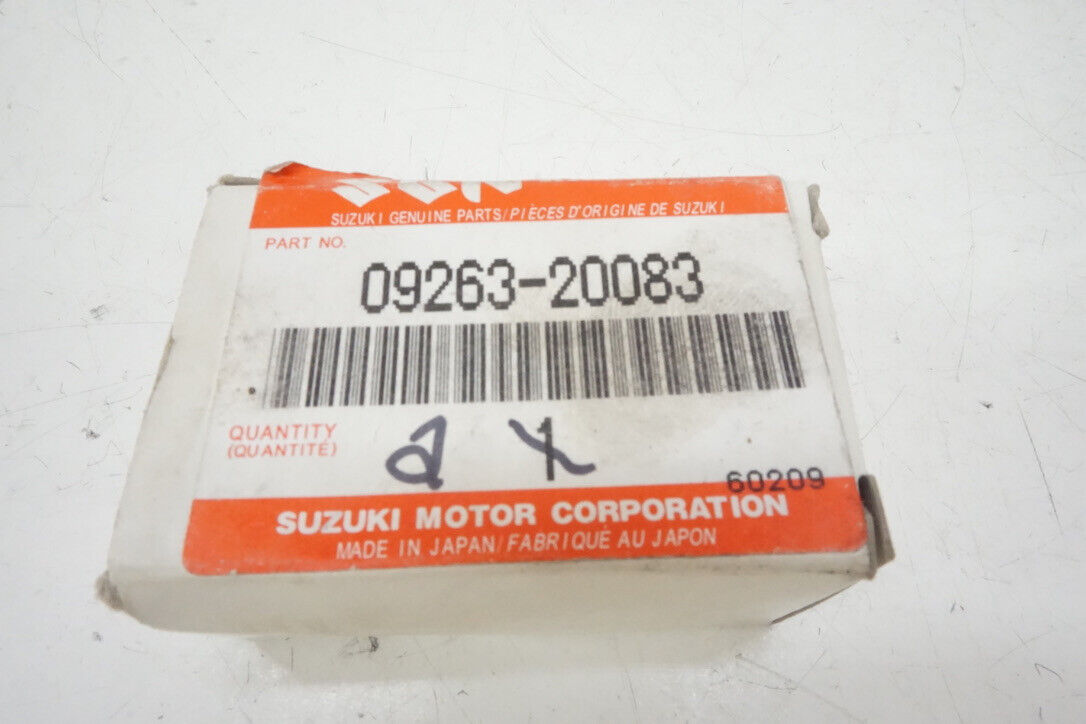 SUZUKI GENUINE PARTS/PIÈCES D'ORIGINE DE SUZUKI
PART NO.
09263-20083
QUANTITY
(QUANTITÉ)
1
60209
SUZUKI MOTOR CORPORATION
MADE IN JAPAN/FABRIQUÉ AU JAPON